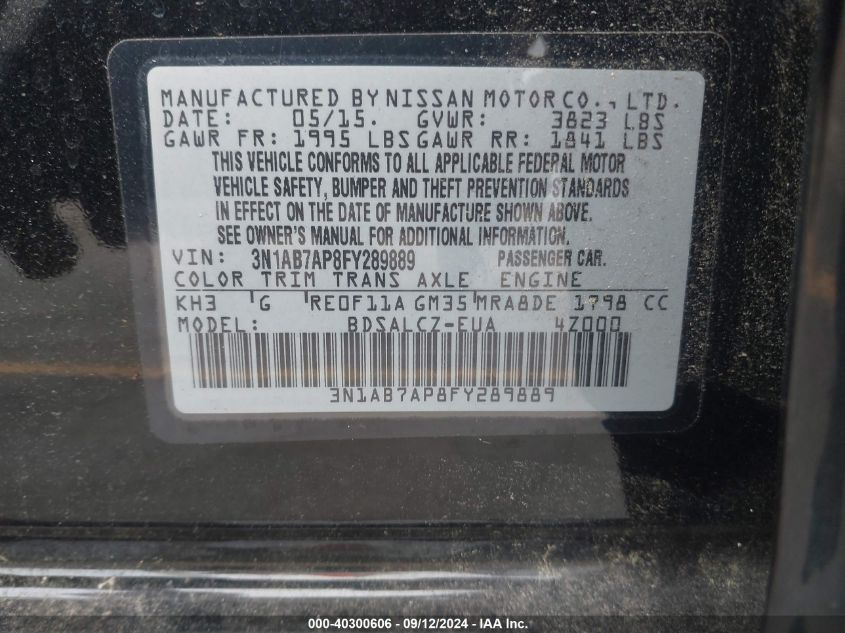 MANUFACTURED BY NISSAN MOTOR CO., LTD.
DATE: 05/15. GVWR: 3823 LBS
GAWR FR: 1995 LBS GAWR RR: 1841 LBS
THIS VEHICLE CONFORMS TO ALL APPLICABLE FEDERAL MOTOR
VEHICLE SAFETY, BUMPER AND THEFT PREVENTION STANDARDS
IN EFFECT ON THE DATE OF MANUFACTURE SHOWN ABOVE.
SEE OWNER'S MANUAL FOR ADDITIONAL INFORMATION.
VIN: 3N1AB7AP8FY289889 PASSENGER CAR.
COLOR TRIM TRANS AXLE ENGINE
KH3 G RE0F11A GM35 MRA8DE 1798 CC
MODEL: BDSALCZ-EUA 4Z000
3N1AB7AP8FY289889
000-40300606 - 09/12/2024 - IAA Inc.